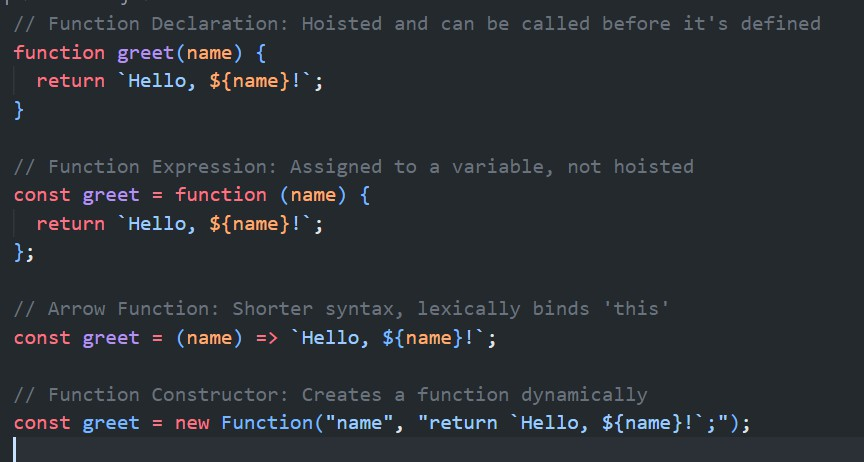 // Function Declaration: Hoisted and can be called before it's defined
function greet(name) {
  return `Hello, ${name}!`;
}

// Function Expression: Assigned to a variable, not hoisted
const greet = function (name) {
  return `Hello, ${name}!`;
};

// Arrow Function: Shorter syntax, lexically binds 'this'
const greet = (name) => `Hello, ${name}!`;

// Function Constructor: Creates a function dynamically
const greet = new Function("name", "return `Hello, ${name}!`;");